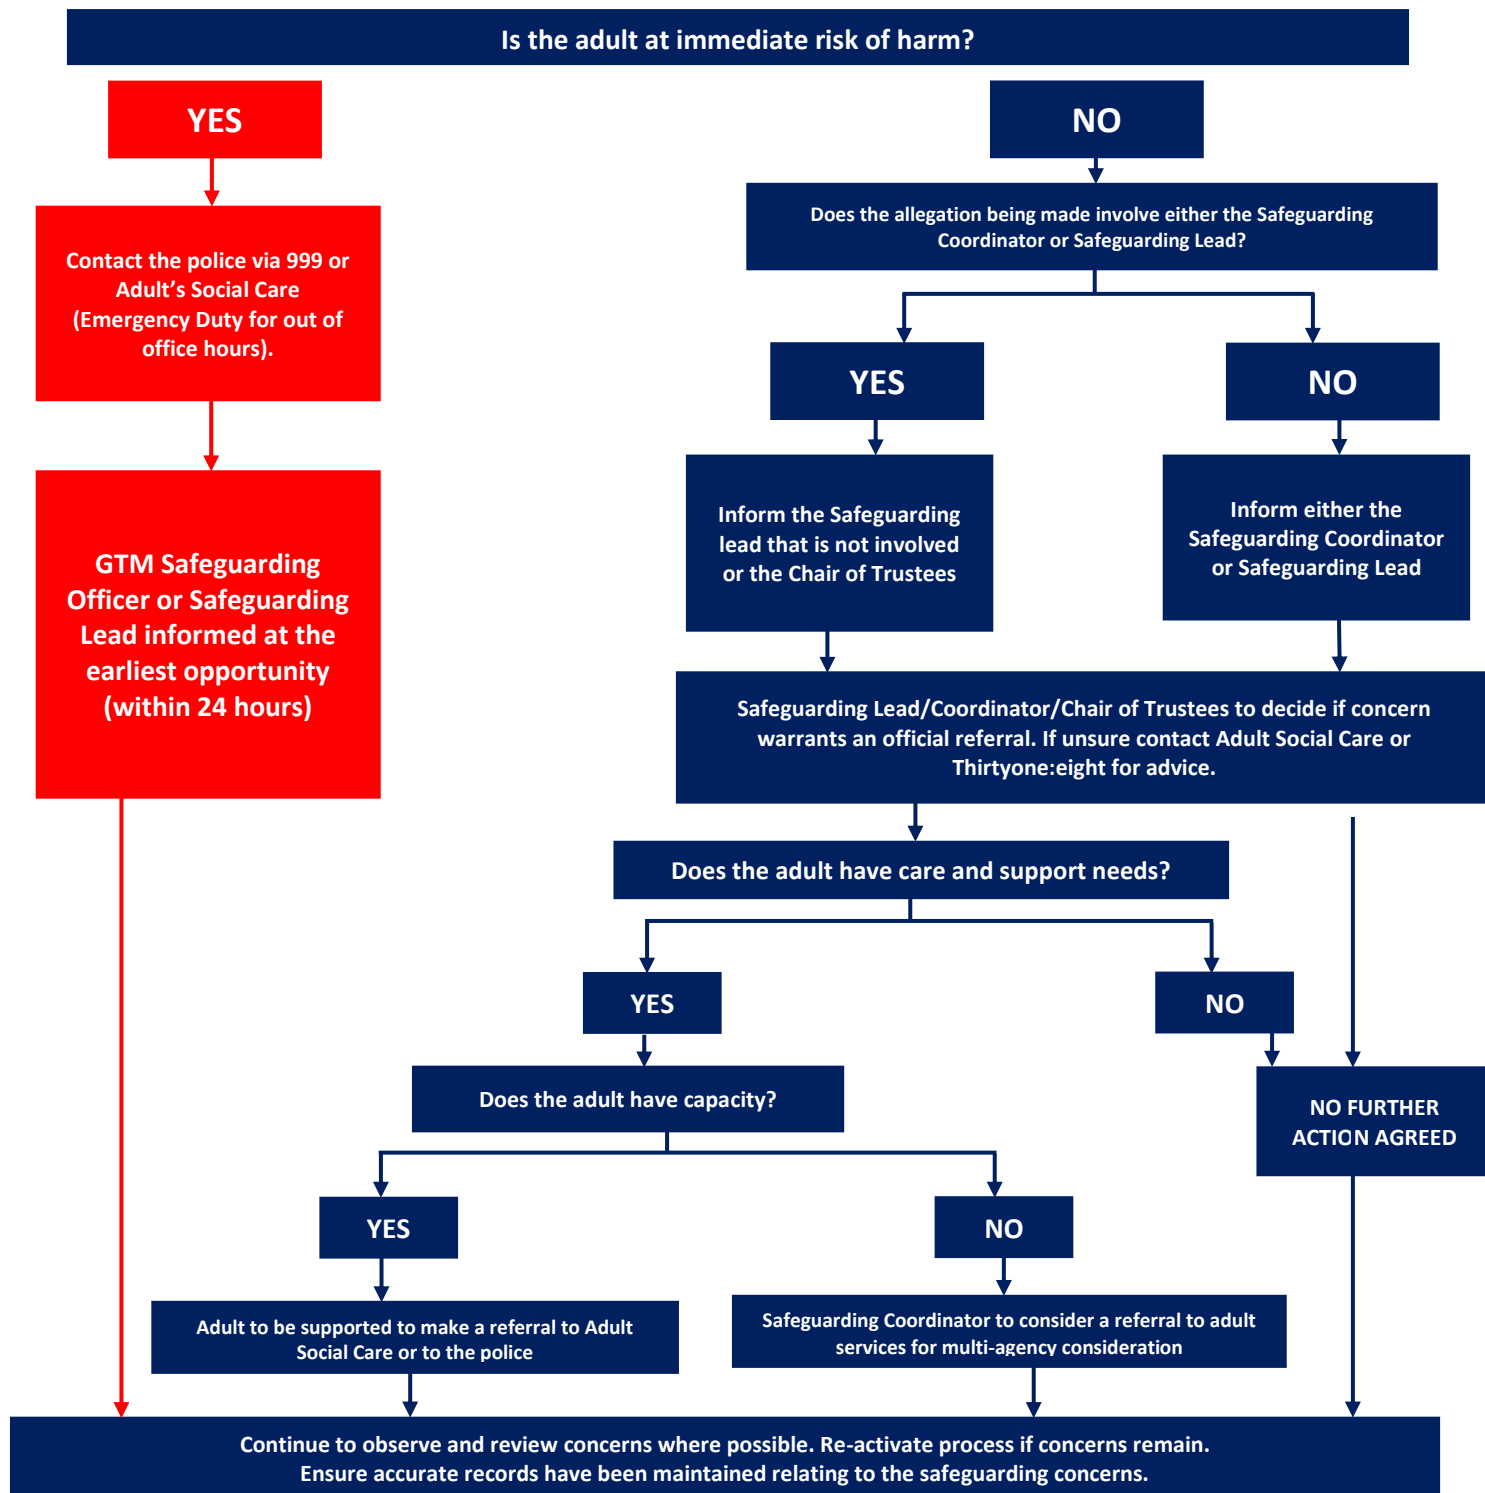 Is the adult at immediate risk of harm?
YES
NO
Contact the police via 999 or
Adult’s Social Care
(Emergency Duty for out of
office hours).
GTM Safeguarding
Officer or Safeguarding
Lead informed at the
earliest opportunity
(within 24 hours)
Does the allegation being made involve either the Safeguarding
Coordinator or Safeguarding Lead?
YES
NO
Inform the Safeguarding
lead that is not involved
or the Chair of Trustees
Inform either the
Safeguarding Coordinator
or Safeguarding Lead
Safeguarding Lead/Coordinator/Chair of Trustees to decide if concern
warrants an official referral. If unsure contact Adult Social Care or
Thirtyone:eight for advice.
Does the adult have care and support needs?
YES
NO
Does the adult have capacity?
NO FURTHER
ACTION AGREED
YES
NO
Adult to be supported to make a referral to Adult
Social Care or to the police
Safeguarding Coordinator to consider a referral to adult
services for multi-agency consideration
Continue to observe and review concerns where possible. Re-activate process if concerns remain.
Ensure accurate records have been maintained relating to the safeguarding concerns.